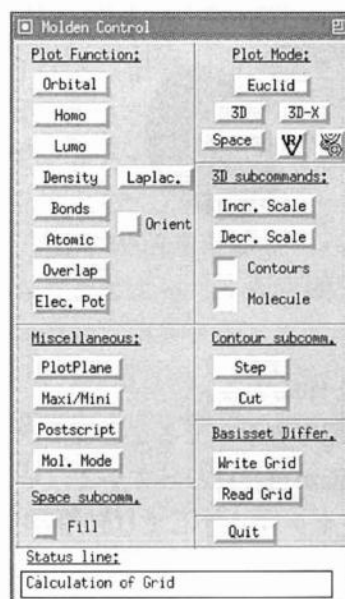 Molden Control
Plot Function:
Orbital
Homo
Lumo
Density
Laplac.
Bonds
Orient
Atomic
Overlap
Elec. Pot
Plot Mode:
Euclid
3D
3D-X
Space
3D subcommands:
Incr. Scale
Decr. Scale
Contours
Molecule
Miscellaneous:
PlotPlane
Maxi/Mini
Postscript
Mol. Mode
Contour subcomm.
Step
Cut
Basisset Differ.
Write Grid
Read Grid
Space subcomm.
Fill
Quit
Status line:
Calculation of Grid